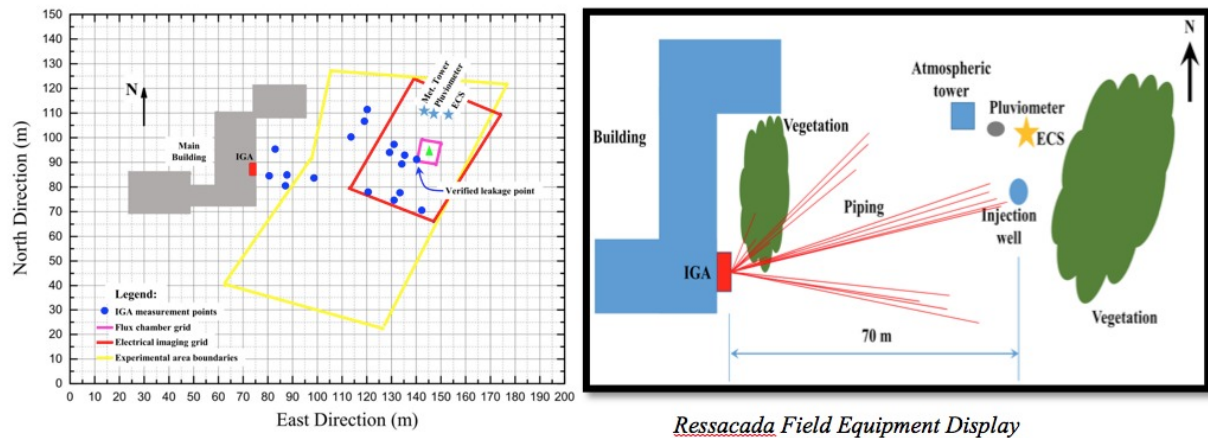 150
140
130
120
110
100
90
80
70
60
50
40
30
20
10
0
North Direction (m)
N
Main
Building
IGA
Met. Tower
Pluviometer
ECS
Verified leakage point
Legend:
IGA measurement points
Flux chamber grid
Electrical imaging grid
Experimental area boundaries
0 10 20 30 40 50 60 70 80 90 100 110 120 130 140 150 160 170 180 190 200
East Direction (m)
N
Atmospheric
tower
Pluviometer
ECS
Building
Vegetation
Piping
Injection
well
IGA
Vegetation
70 m
Ressacada Field Equipment Display